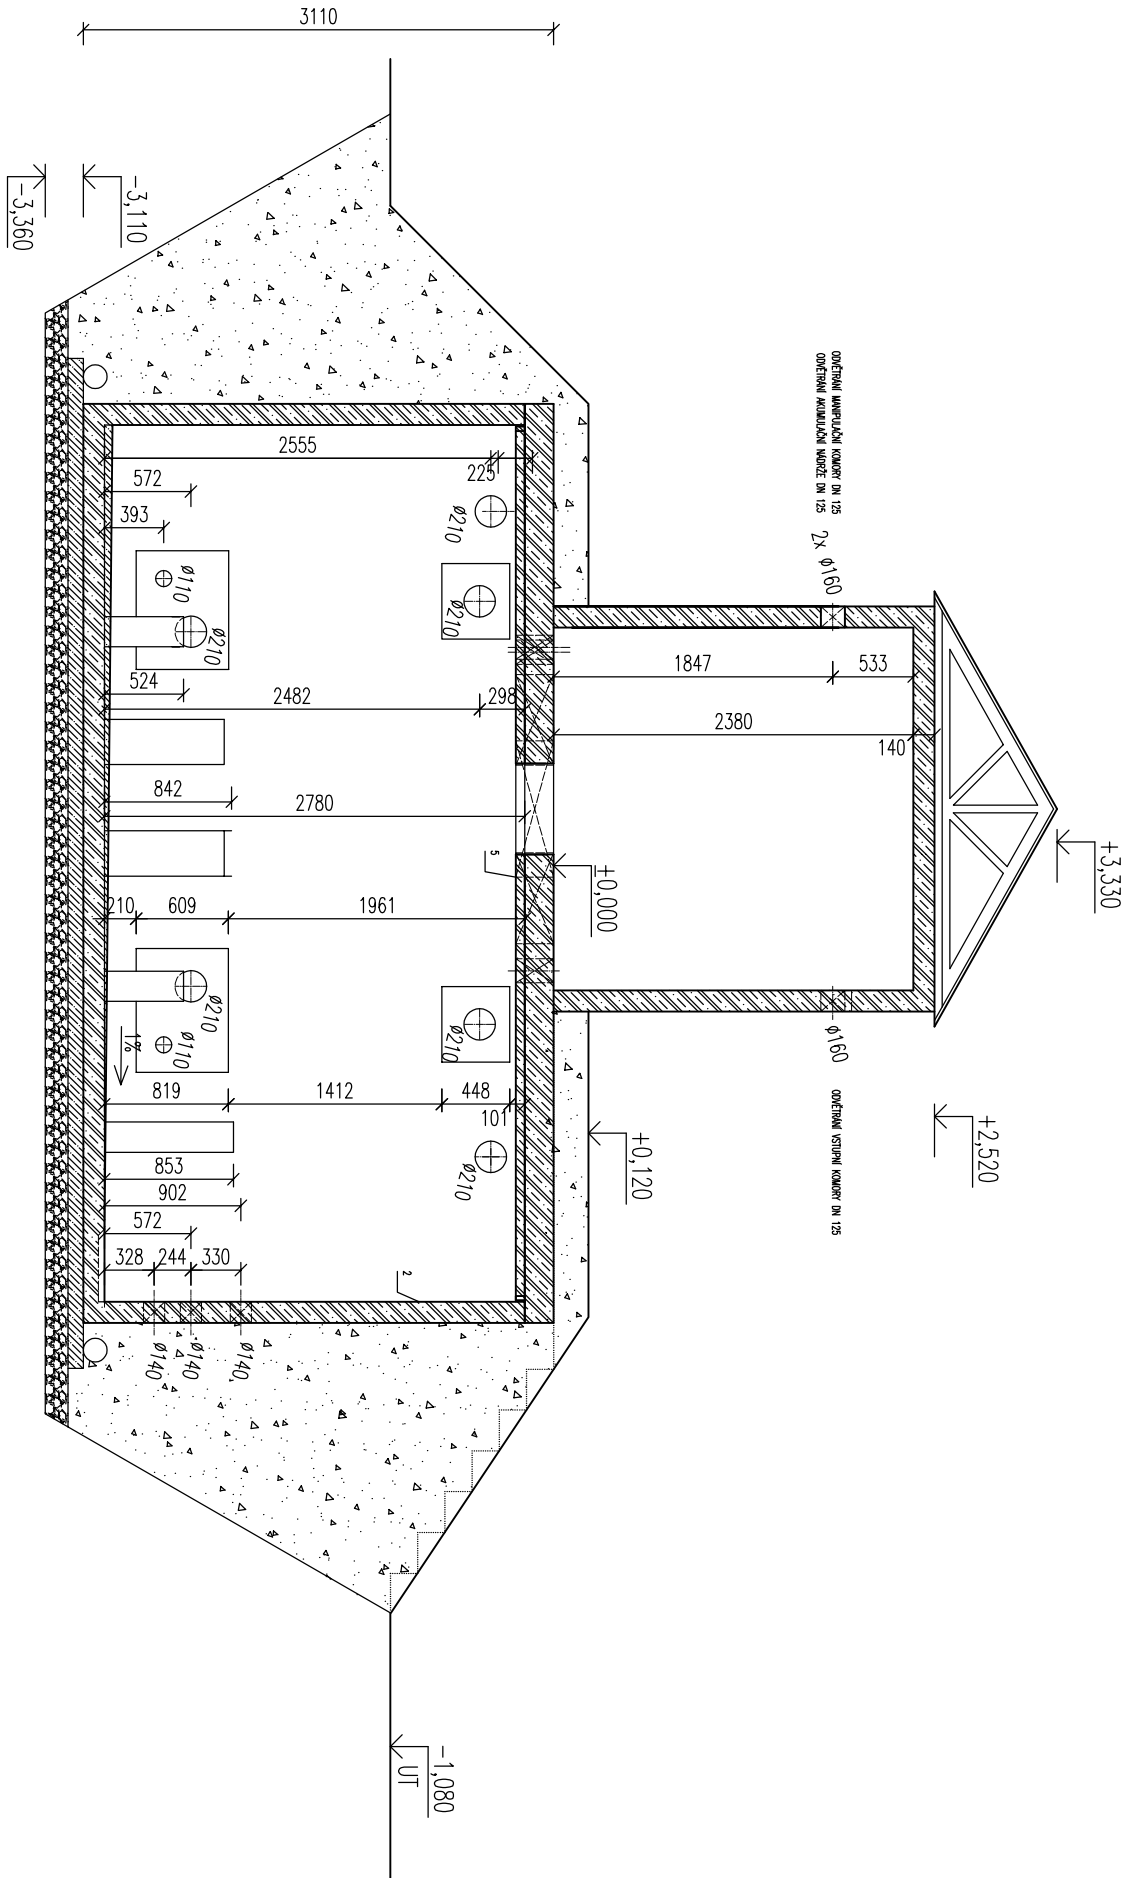 3110
-3,110
-3,360
ODVĚTRÁNÍ MANIPULAČNÍ KOMORY DN 125
ODVĚTRÁNÍ AKUMULAČNÍ NÁDRŽE DN 125
2x ø160
+3,330
2555
225
572
393
Ø210
Ø110
Ø210
Ø210
1847
533
524
2482
298
2380
140
842
2780
5
±0,000
210
609
1961
Ø210
Ø110
Ø210
1%
ø160
ODVĚTRÁNÍ VSTUPNÍ KOMORY DN 125
819
1412
448
101
+2,520
+0,120
Ø210
853
902
572
328
244
330
2
Ø140
Ø140
Ø140
-1,080
UT